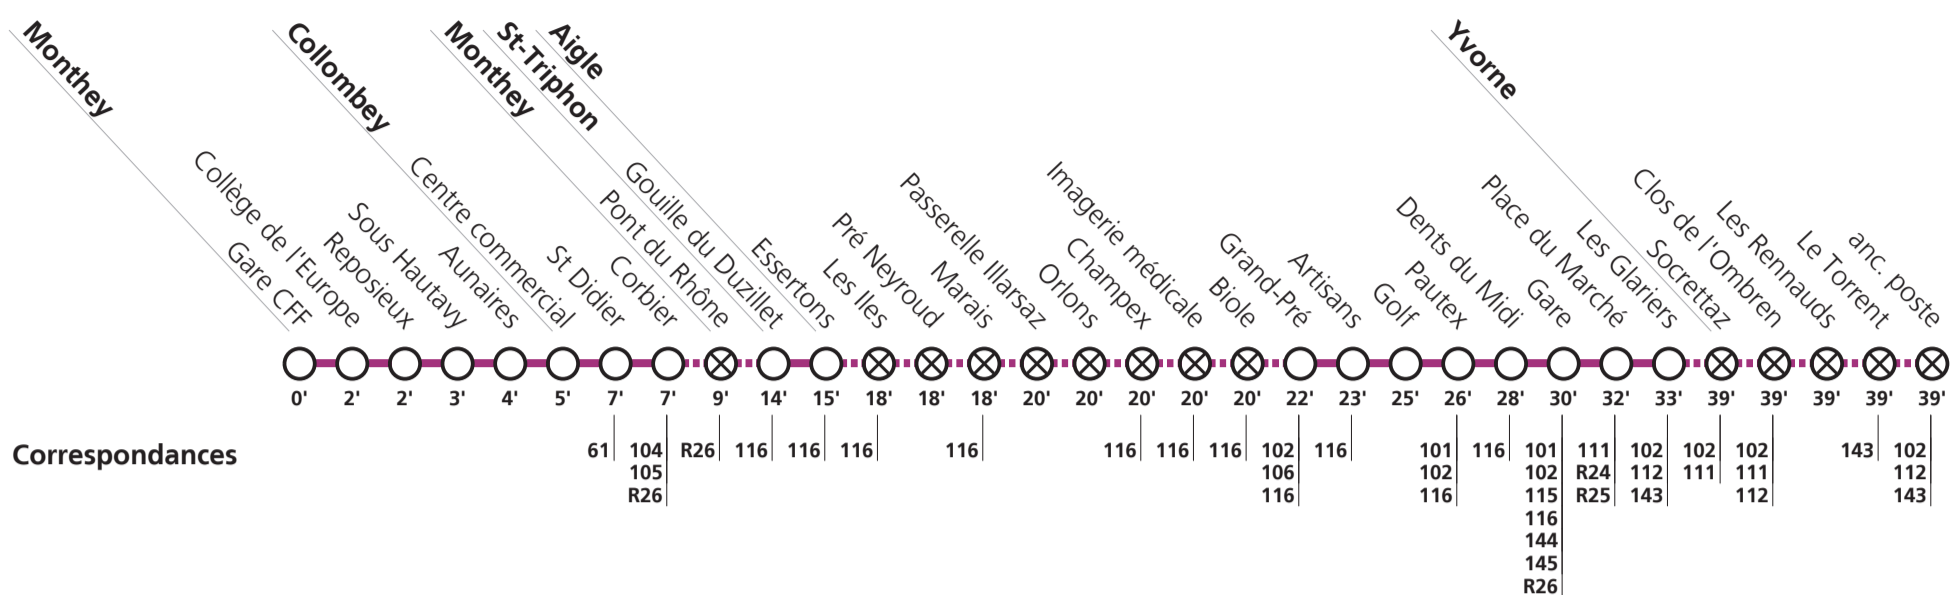 Monthey
Collombey
Monthey
St-Triphon
Aigle
Yvorne
Gare CFF
Collège de l'Europe
Reposieux
Sous Hautavy
Aunaires
Centre commercial
St Didier
Corbier
Pont du Rhône
Gouille du Duzillet
Essertons
Les Iles
Pré Neyroud
Marais
Passerelle Illarsaz
Orlons
Champex
Imagerie médicale
Biole
Grand-Pré
Artisans
Golf
Pautex
Dents du Midi
Gare
Place du Marché
Les Glariers
Socrettaz
Clos de l'Ombren
Les Rennauds
Le Torrent
anc. poste
0' 2' 2' 3' 4' 5' 7' 7' 9' 14' 15' 18' 18' 18' 20' 20' 20' 20' 20' 22' 23' 25' 26' 28' 30' 32' 33' 39' 39' 39' 39' 39'
Correspondances
61 104 R26 116 116 116 116 116 116 116 102 116 101 116 101 111 102 102 102 143 102
105 106 102 102 R24 112 111 111 112
R26 116 116 115 R25 143 112 143
116
144
145
R26